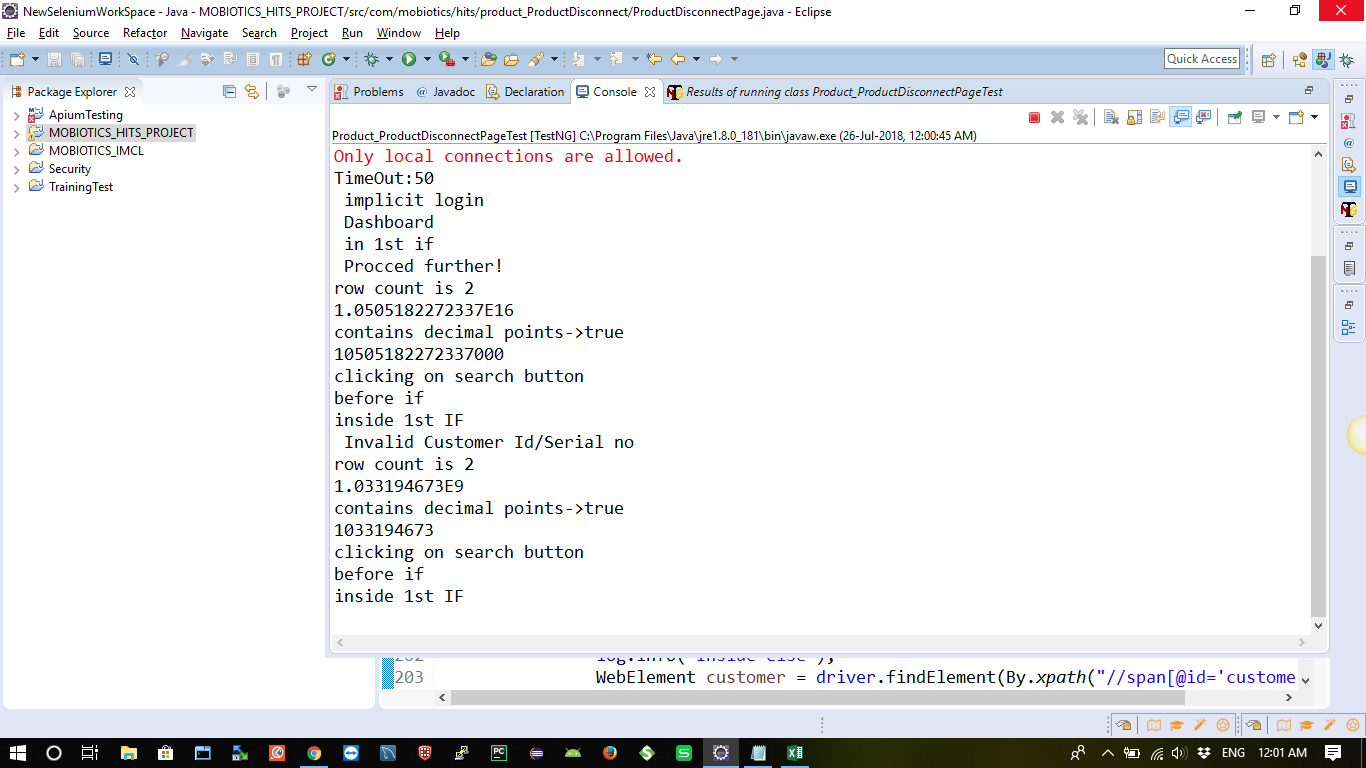 NewSeleniumWorkSpace - Java - MOBIOTICS_HITS_PROJECT/src/com/mobiotics/hits/product_ProductDisconnect/ProductDisconnectPage.java - Eclipse
File Edit Source Refactor Navigate Search Project Run Window Help
Quick Access
Package Explorer
ApiumTesting
MOBIOTICS_HITS_PROJECT
MOBIOTICS_IMCL
Security
TrainingTest
Problems @ Javadoc Declaration Console Results of running class Product_ProductDisconnectPageTest
Product_ProductDisconnectPageTest [TestNG] C:\Program Files\Java\jre1.8.0_181\bin\javaw.exe (26-Jul-2018, 12:00:45 AM)
Only local connections are allowed.
TimeOut:50
implicit login
Dashboard
in 1st if
Procced further!
row count is 2
1.0505182272337E16
contains decimal points->true
10505182272337000
clicking on search button
before if
inside 1st IF
Invalid Customer Id/Serial no
row count is 2
1.033194673E9
contains decimal points->true
1033194673
clicking on search button
before if
inside 1st IF
203 WebElement customer = driver.findElement(By.xpath("//span[@id='custome
ENG 12:01 AM